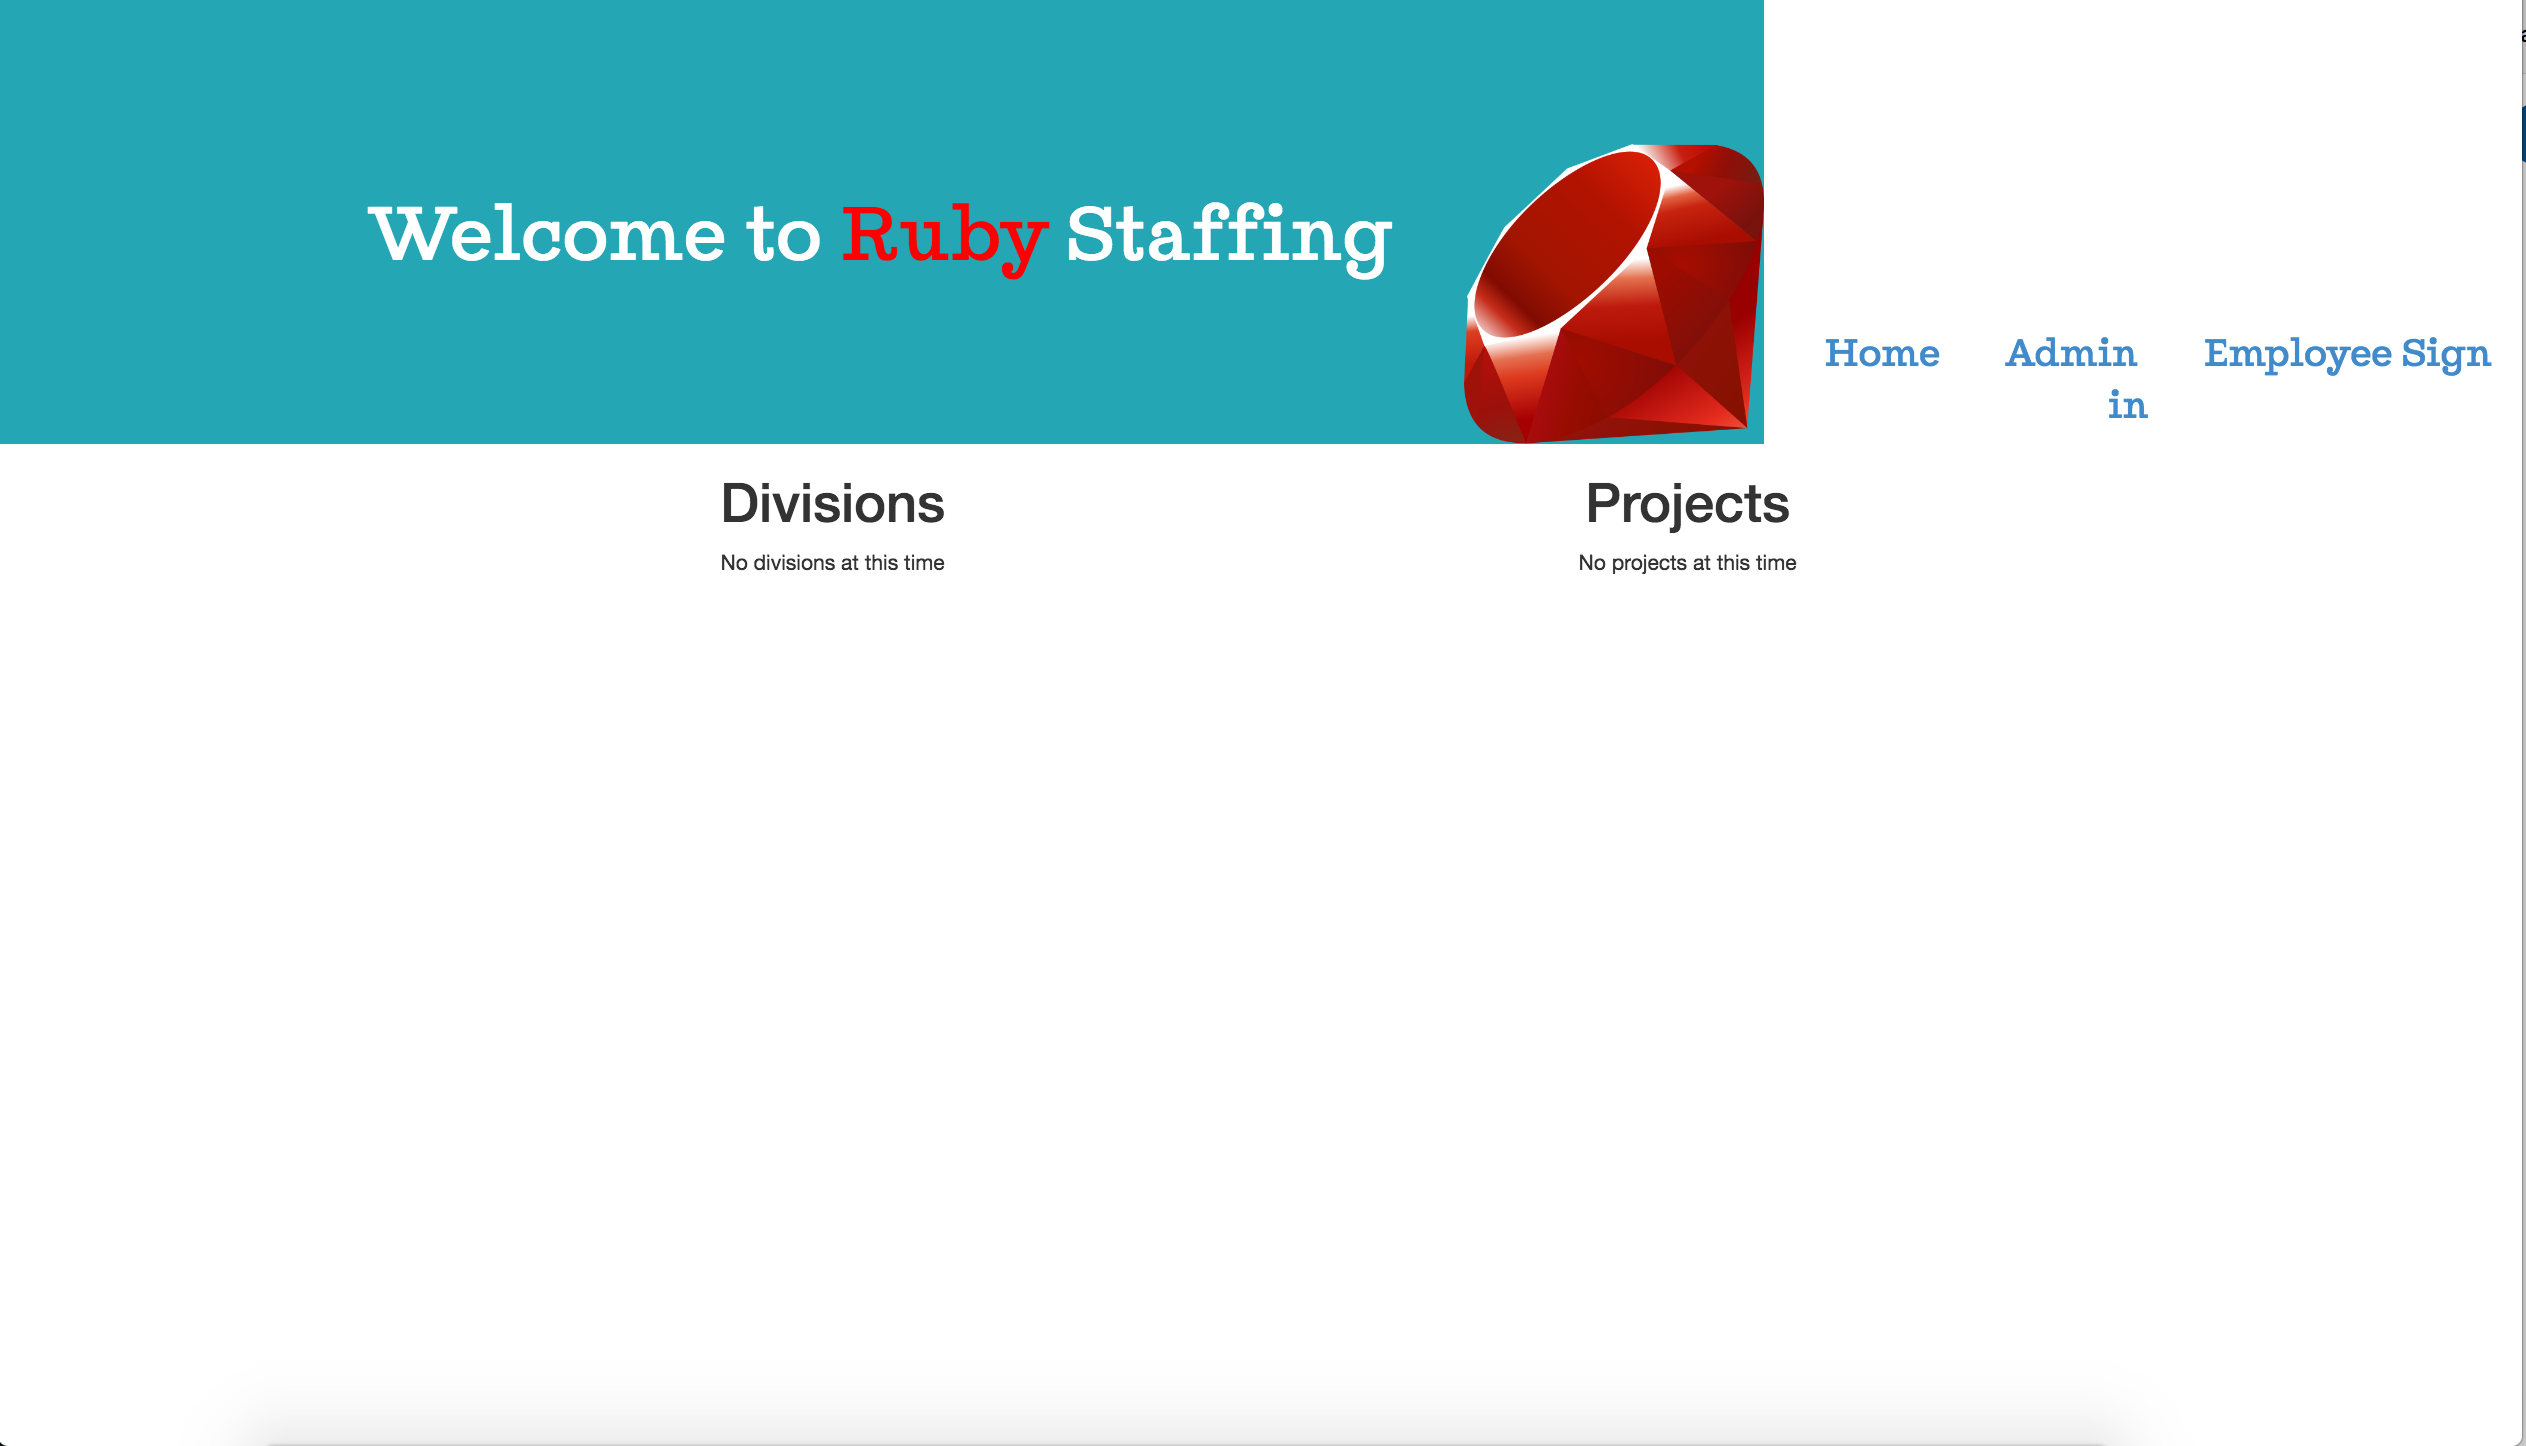 Welcome to Ruby Staffing
Home Admin Employee Sign
in
Divisions
No divisions at this time
Projects
No projects at this time